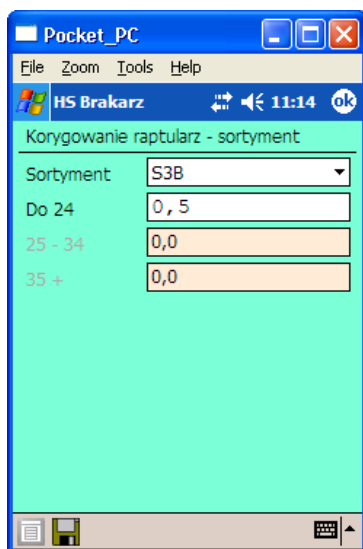 Pocket_PC
File Zoom Tools Help
HS Brakarz 11:14 ok
Korygowanie raptularz - sortyment
Sortyment S3B
Do 24 0,5
25 - 34 0,0
35 + 0,0